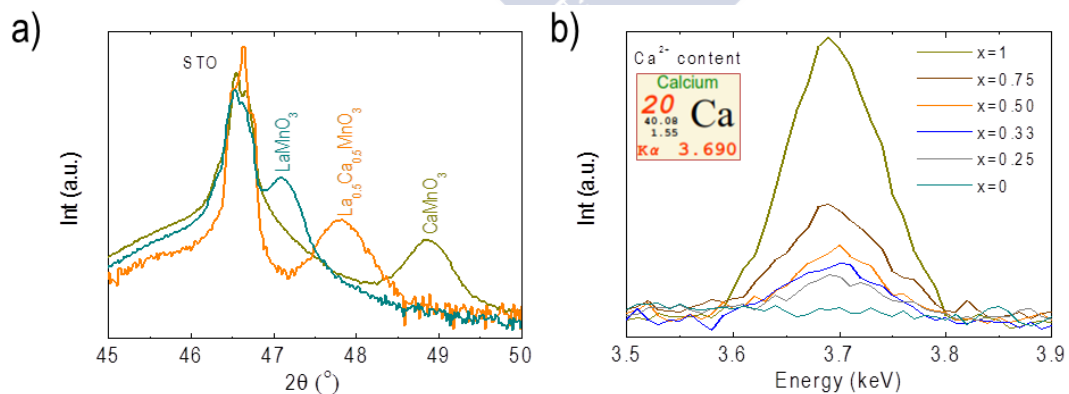 a)
STO
LaMnO₃
La₀.₅Ca₀.₅MnO₃
CaMnO₃
Int (a.u.)
45 46 47 48 49 50
2θ (°)
b)
Ca²⁻ content
Calcium
20
40.08
1.55
Ca
Kα 3.690
x=1
x=0.75
x=0.50
x=0.33
x=0.25
x=0
Int (a.u.)
3.5 3.6 3.7 3.8 3.9
Energy (keV)